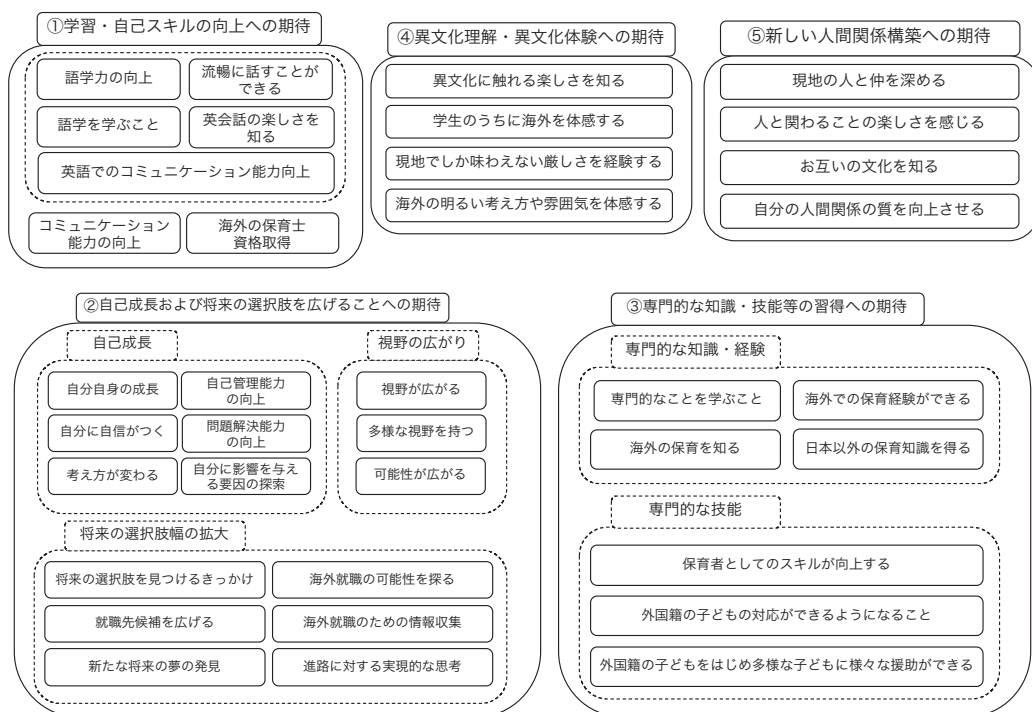 ①学習・自己スキルの向上への期待
語学力の向上
流暢に話すことが
できる
語学を学ぶこと
英会話の楽しさを
知る
英語でのコミュニケーション能力向上
コミュニケーション
能力の向上
海外の保育士
資格取得
④異文化理解・異文化体験への期待
異文化に触れる楽しさを知る
学生のうちに海外を体感する
現地でしか味わえない厳しさを経験する
海外の明るい考え方や雰囲気を体感する
⑤新しい人間関係構築への期待
現地の人と仲を深める
人と関わることの楽しさを感じる
お互いの文化を知る
自分の人間関係の質を向上させる
②自己成長および将来の選択肢を広げることへの期待
自己成長
自分自身の成長
自己管理能力
の向上
自分に自信がつく
問題解決能力
の向上
考え方が変わる
自分に影響を与え
る要因の探索
視野の広がり
視野が広がる
多様な視野を持つ
可能性が広がる
将来の選択肢幅の拡大
将来の選択肢を見つけるきっかけ
海外就職の可能性を探る
就職先候補を広げる
海外就職のための情報収集
新たな将来の夢の発見
進路に対する実現的な思考
③専門的な知識・技能等の習得への期待
専門的な知識・経験
専門的なことを学ぶこと
海外での保育経験ができる
海外の保育を知る
日本以外の保育知識を得る
専門的な技能
保育者としてのスキルが向上する
外国籍の子どもの対応ができるようになること
外国籍の子どもをはじめ多様な子どもに様々な援助ができる